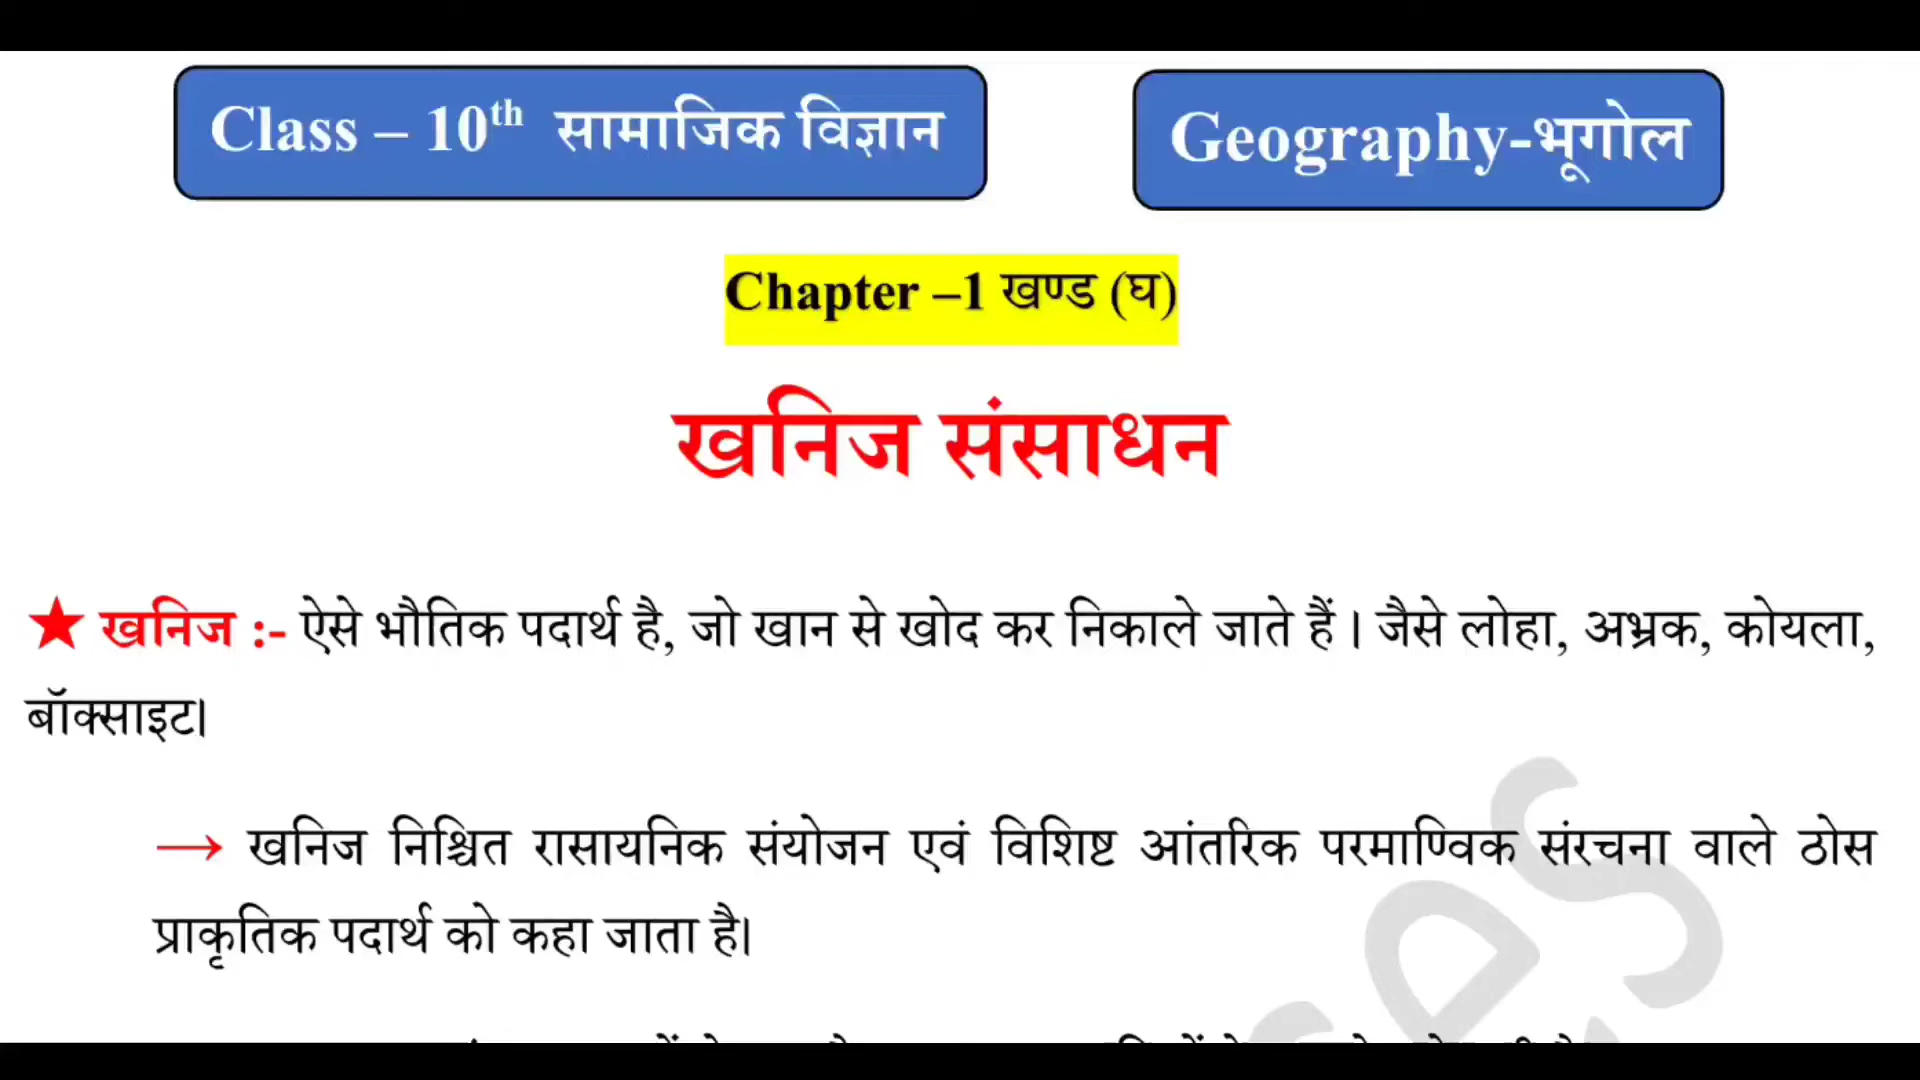 Class – 10th सामाजिक विज्ञान
Geography-भूगोल
Chapter –1 खण्ड (घ)
खनिज संसाधन
★ खनिज :- ऐसे भौतिक पदार्थ है, जो खान से खोद कर निकाले जाते हैं । जैसे लोहा, अभ्रक, कोयला,
बॉक्साइट।
→ खनिज निश्चित रासायनिक संयोजन एवं विशिष्ट आंतरिक परमाण्विक संरचना वाले ठोस
प्राकृतिक पदार्थ को कहा जाता है।